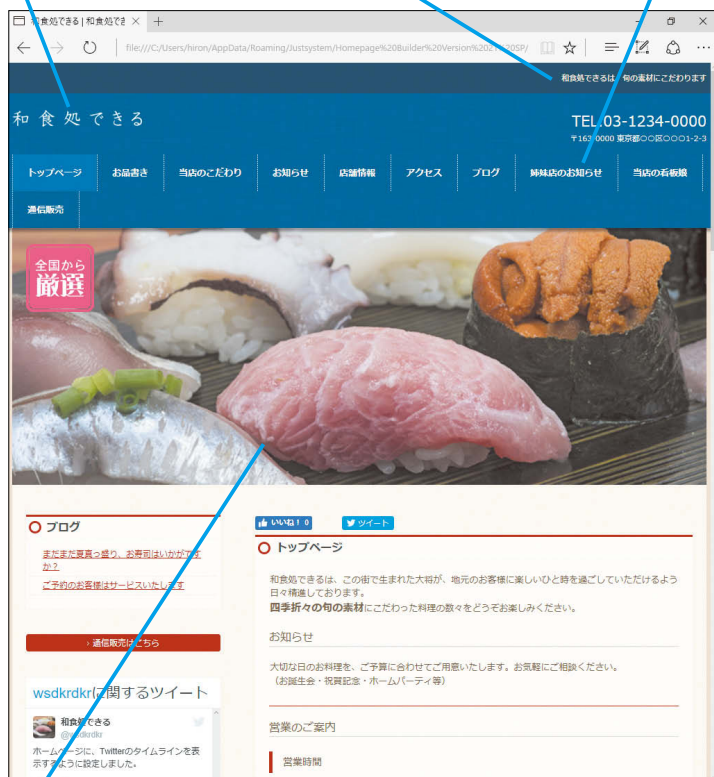 和食処できる | 和食処でき
file:///C:/Users/hiron/AppData/Roaming/Justsystem/Homepage%20Builder%20Version%2021%20SP/
和食処できるは、旬の素材にこだわります
和食処できる
TEL.03-1234-0000
〒163-0000 東京都○○区○○○1-2-3
トップページ お品書き 当店のこだわり お知らせ 店舗情報 アクセス ブログ 姉妹店のお知らせ 当店の看板娘
通信販売
全国から
厳選
ブログ
まだまだ夏真っ盛り、お寿司はいかがです
か？
ご予約のお客様はサービスいたします
› 通信販売はこちら
wsdkrdkrに関するツイート
和食処できる
@wsdkrdkr
ホームページに、Twitterのタイムラインを表
示するように設定しました。
いいね！ 0 ツイート
トップページ
和食処できるは、この街で生まれた大将が、地元のお客様に楽しいひと時を過ごしていただけるよう
日々精進しております。
四季折々の旬の素材にこだわった料理の数々をどうぞお楽しみください。
お知らせ
大切な日のお料理を、ご予算に合わせてご用意いたします。お気軽にご相談ください。
（お誕生会・祝賀記念・ホームパーティ等）
営業のご案内
営業時間